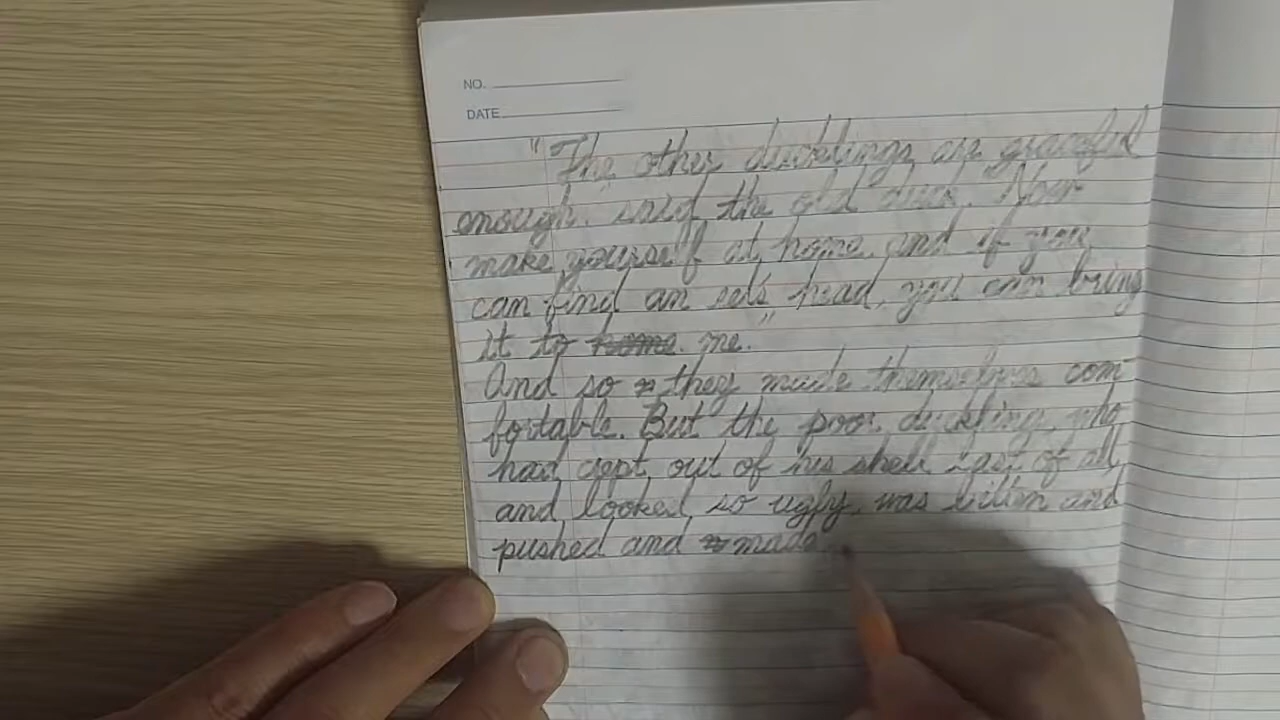 NO.
DATE
"The other ducklings are graceful
enough," said the old duck. "Now
make yourself at home, and if you
can find an eel's head, you can bring
it to home me."
And so they made themselves com-
fortable. But the poor duckling, who
had crept out of his shell last of all
and looked so ugly, was bitten and
pushed and made